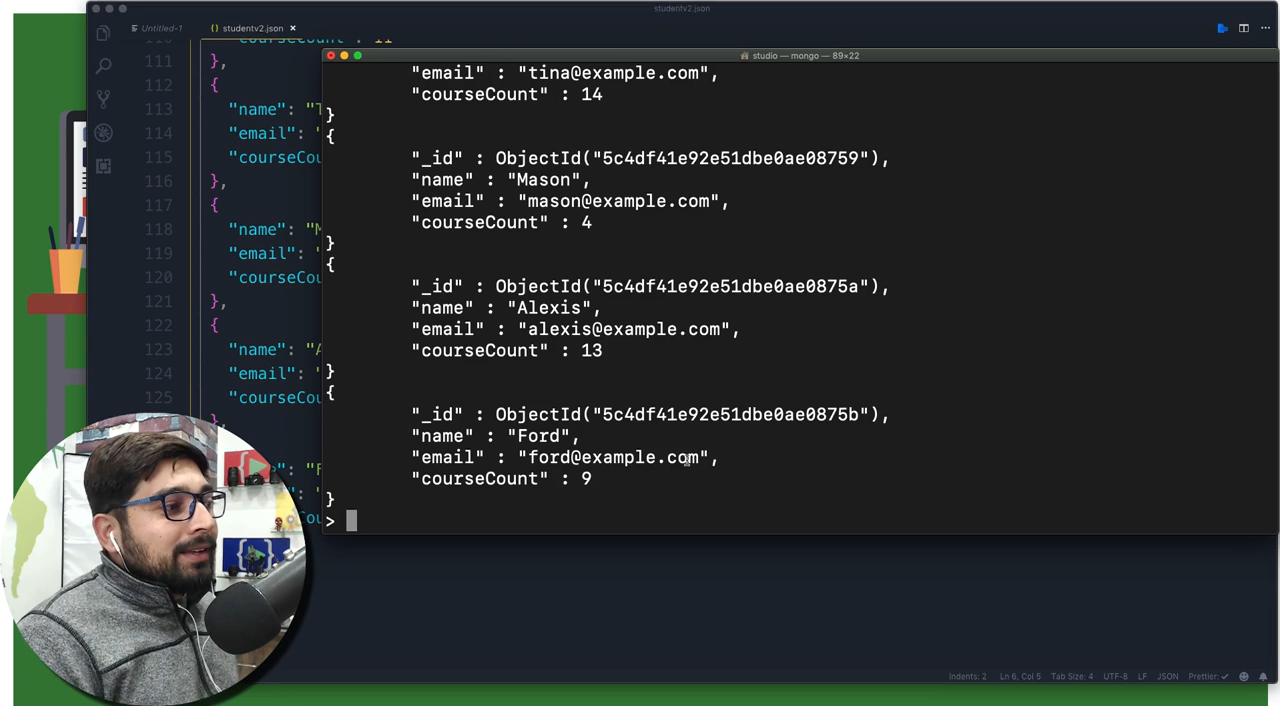 studentv2.json
Untitled-1
{ } studentv2.json ×
studio — mongo — 89×22
111 },
112 {
113 "name": "T
114 "email": "
115 "courseCou
116 },
117 {
118 "name": "M
119 "email": "
120 "courseCou
121 },
122 {
123 "name": "A
124 "email": "
125 "courseCou
"email" : "tina@example.com",
"courseCount" : 14
}
{
"_id" : ObjectId("5c4df41e92e51dbe0ae08759"),
"name" : "Mason",
"email" : "mason@example.com",
"courseCount" : 4
}
{
"_id" : ObjectId("5c4df41e92e51dbe0ae0875a"),
"name" : "Alexis",
"email" : "alexis@example.com",
"courseCount" : 13
}
{
"_id" : ObjectId("5c4df41e92e51dbe0ae0875b"),
"name" : "Ford",
"email" : "ford@example.com",
"courseCount" : 9
}
>
Indents: 2 Ln 6, Col 5 Tab Size: 4 UTF-8 LF JSON Prettier: ✓